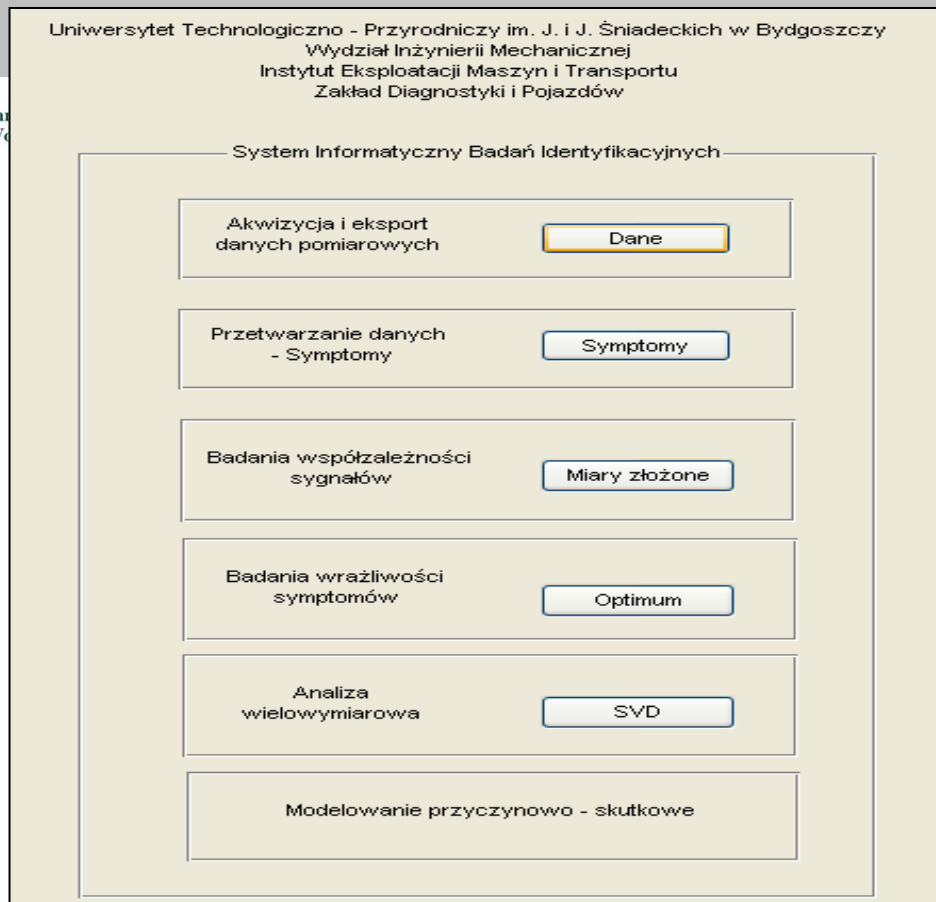 Uniwersytet Technologiczno - Przyrodniczy im. J. i J. Śniadeckich w Bydgoszczy
Wydział Inżynierii Mechanicznej
Instytut Eksploatacji Maszyn i Transportu
Zakład Diagnostyki i Pojazdów
System Informatyczny Badań Identyfikacyjnych
Akwizycja i eksport
danych pomiarowych
Dane
Przetwarzanie danych
- Symptomy
Symptomy
Badania współzależności
sygnałów
Miary złożone
Badania wrażliwości
symptomów
Optimum
Analiza
wielowymiarowa
SVD
Modelowanie przyczynowo - skutkowe